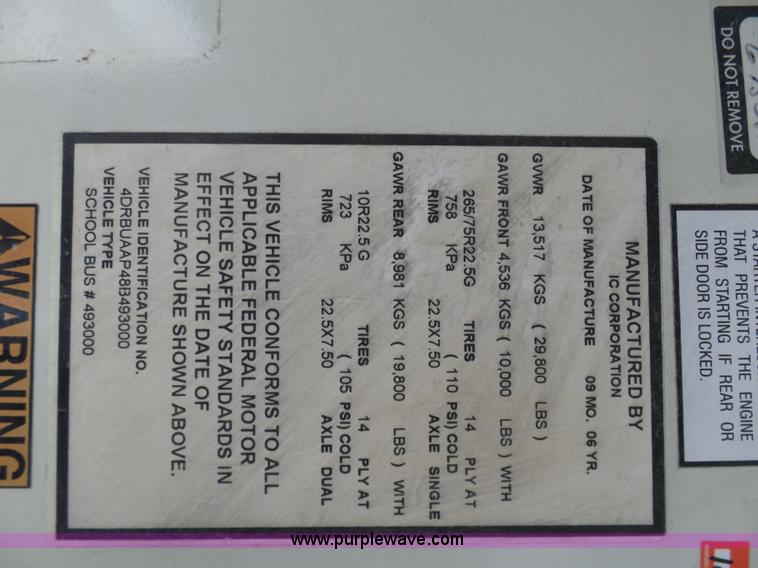 DO NOT REMOVE
THAT PREVENTS THE ENGINE
FROM STARTING IF REAR OR
SIDE DOOR IS LOCKED.
MANUFACTURED BY
IC CORPORATION
DATE OF MANUFACTURE 09 MO. 06 YR.
GVWR 13,517 KGS ( 29,800 LBS )
GAWR FRONT 4,536 KGS ( 10,000 LBS ) WITH
265/75R22.5G TIRES 14 PLY AT
758 KPa ( 110 PSI) COLD
RIMS 22.5X7.50 AXLE SINGLE
GAWR REAR 8,981 KGS ( 19,800 LBS ) WITH
10R22.5 G TIRES 14 PLY AT
723 KPa ( 105 PSI) COLD
RIMS 22.5X7.50 AXLE DUAL
THIS VEHICLE CONFORMS TO ALL
APPLICABLE FEDERAL MOTOR
VEHICLE SAFETY STANDARDS IN
EFFECT ON THE DATE OF
MANUFACTURE SHOWN ABOVE.
VEHICLE IDENTIFICATION NO.
4DRBUAAP48B493000
VEHICLE TYPE
SCHOOL BUS # 493000
WARNING
www.purplewave.com